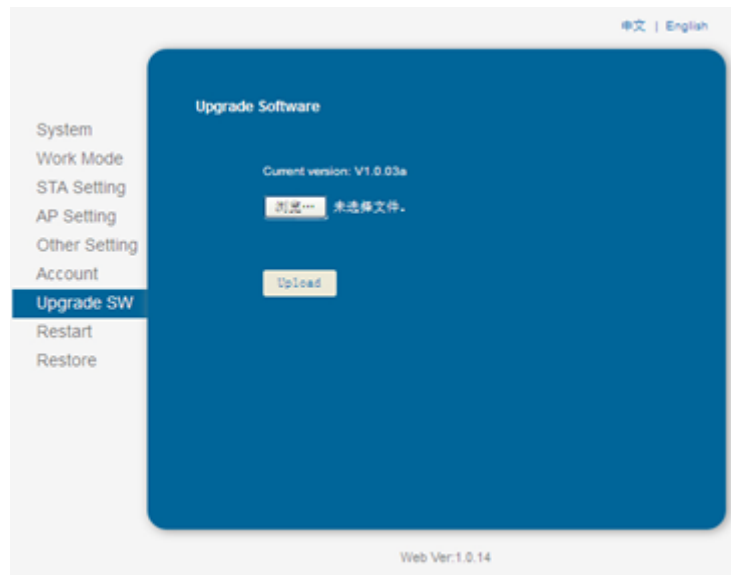 中文 | English
Upgrade Software
System
Work Mode
STA Setting
AP Setting
Other Setting
Account
Upgrade SW
Restart
Restore
Current version: V1.0.03a
浏览… 未选择文件。
Upload
Web Ver:1.0.14